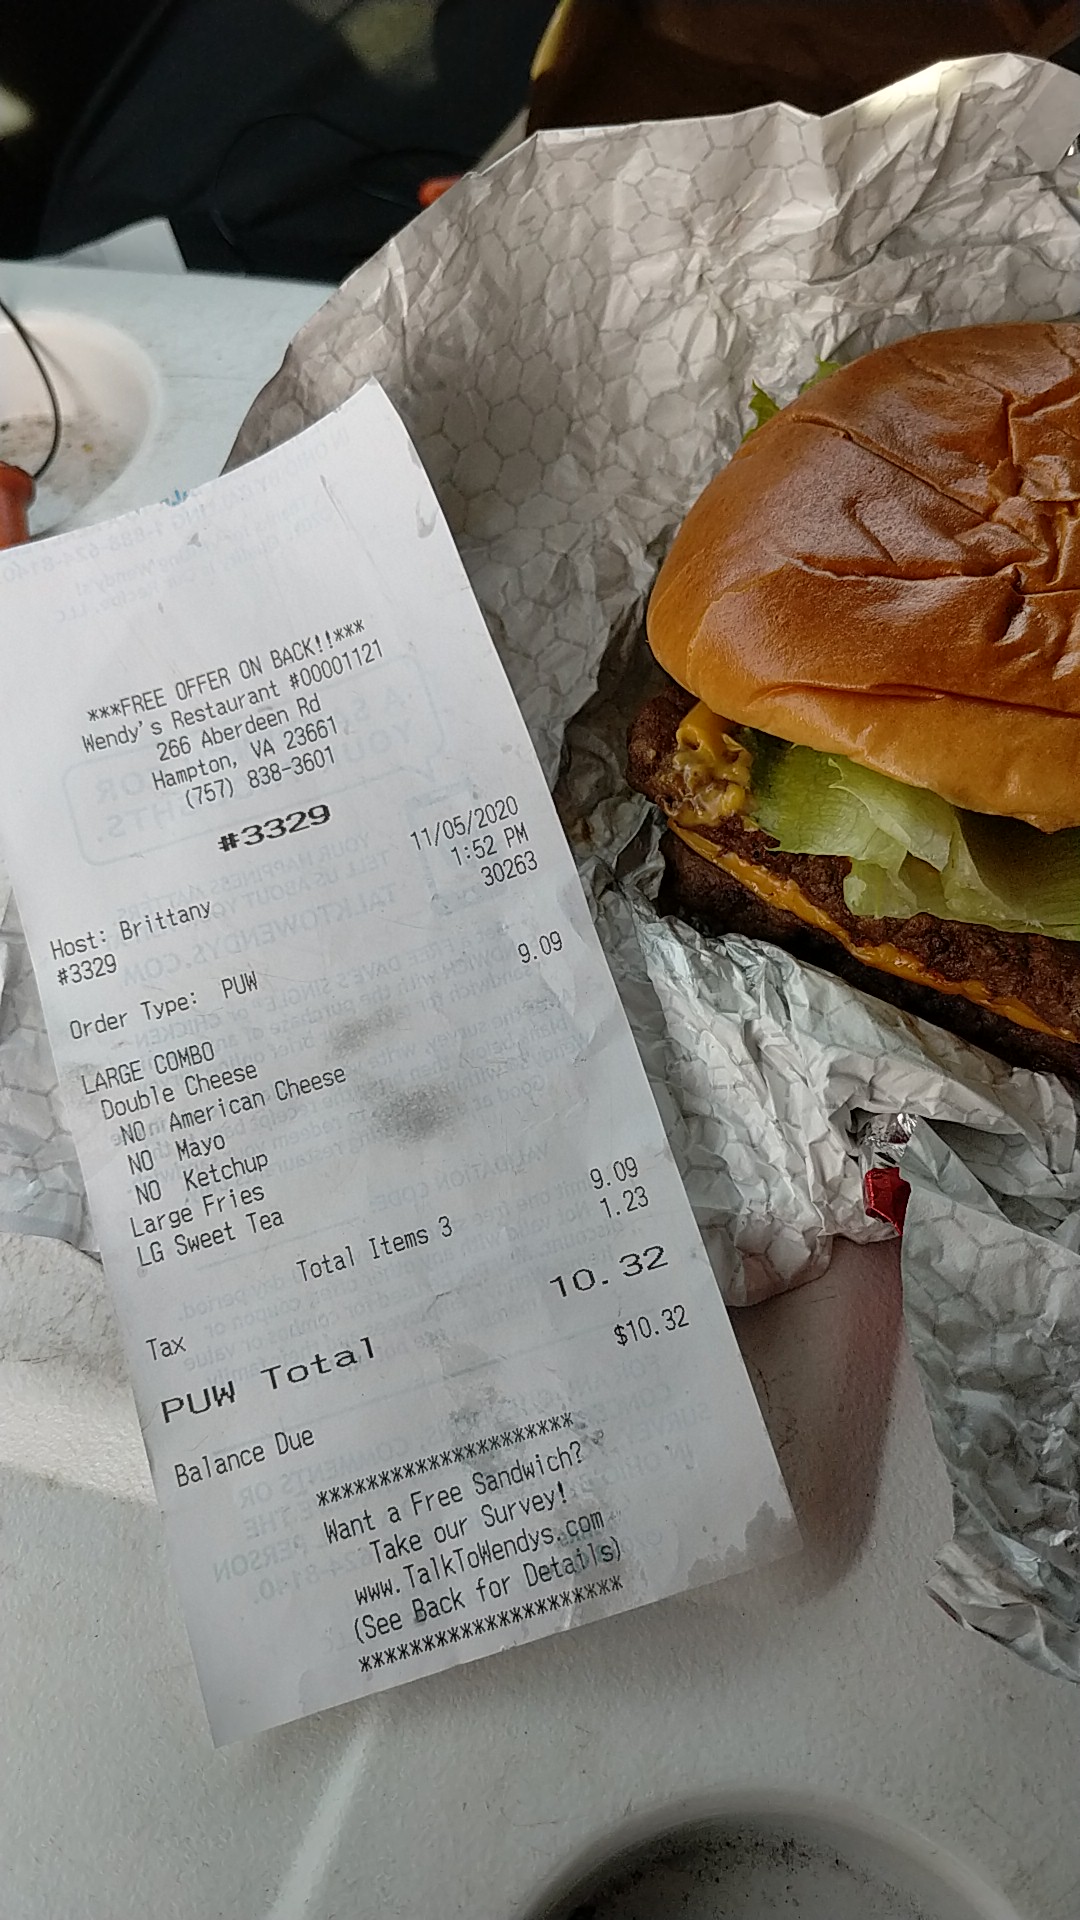 ***FREE OFFER ON BACK!!***
Wendy's Restaurant #00001121
266 Aberdeen Rd
Hampton, VA 23661
(757) 838-3601
#3329
11/05/2020
Host: Brittany 1:52 PM
#3329 30263
Order Type: PUW
LARGE COMBO 9.09
Double Cheese
NO American Cheese
NO Mayo
NO Ketchup
Large Fries
LG Sweet Tea
Total Items 3
9.09
Tax 1.23
PUW Total 10.32
Balance Due $10.32
*********************
Want a Free Sandwich?
Take our Survey!
www.TalkToWendys.com
(See Back for Details)
*********************